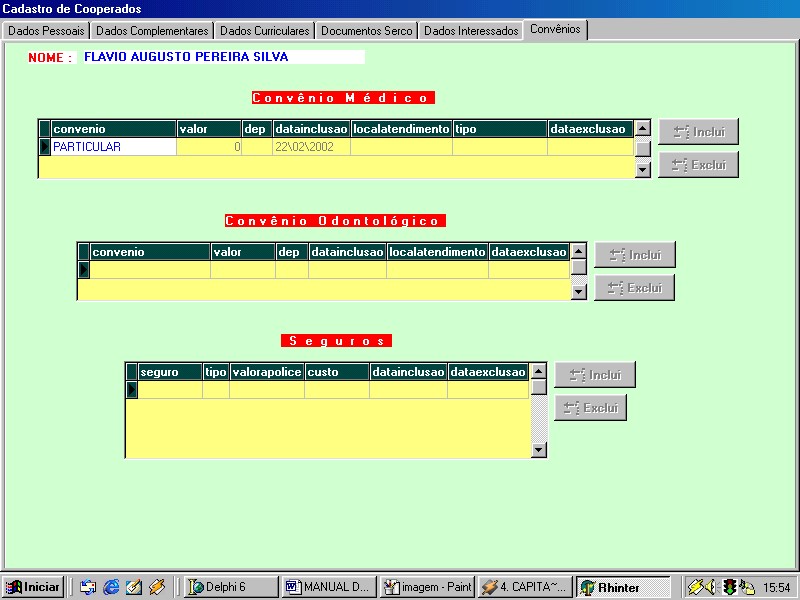 Cadastro de Cooperados
Dados Pessoais Dados Complementares Dados Curriculares Documentos Serco Dados Interessados Convênios
NOME : FLAVIO AUGUSTO PEREIRA SILVA
Convênio Médico
convenio valor dep datainclusao localatendimento tipo dataexclusao
PARTICULAR 0 22\02\2002
Inclui
Exclui
Convênio Odontológico
convenio valor dep datainclusao localatendimento dataexclusao
Inclui
Exclui
Seguros
seguro tipo valorapolice custo datainclusao dataexclusao
Inclui
Exclui
Iniciar Delphi 6 MANUAL D... imagem - Paint 4. CAPITA~... Rhinter 15:54